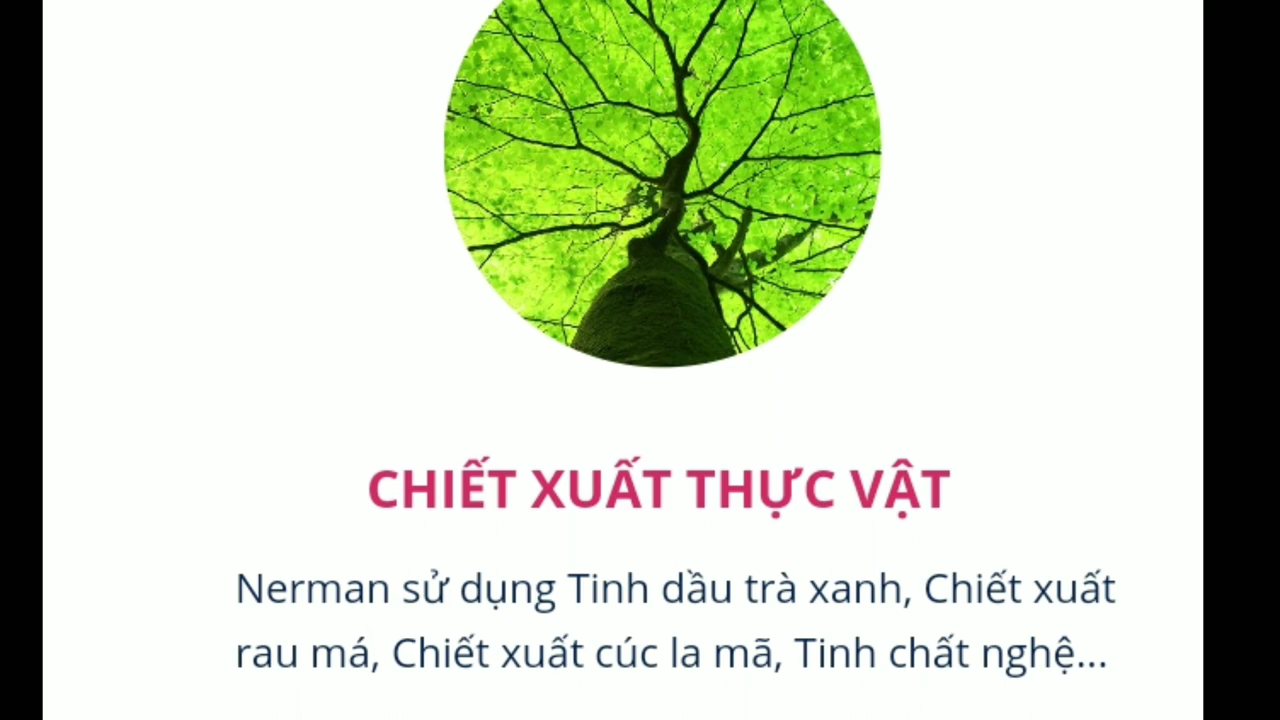 CHIẾT XUẤT THỰC VẬT
Nerman sử dụng Tinh dầu trà xanh, Chiết xuất
rau má, Chiết xuất cúc la mã, Tinh chất nghệ...